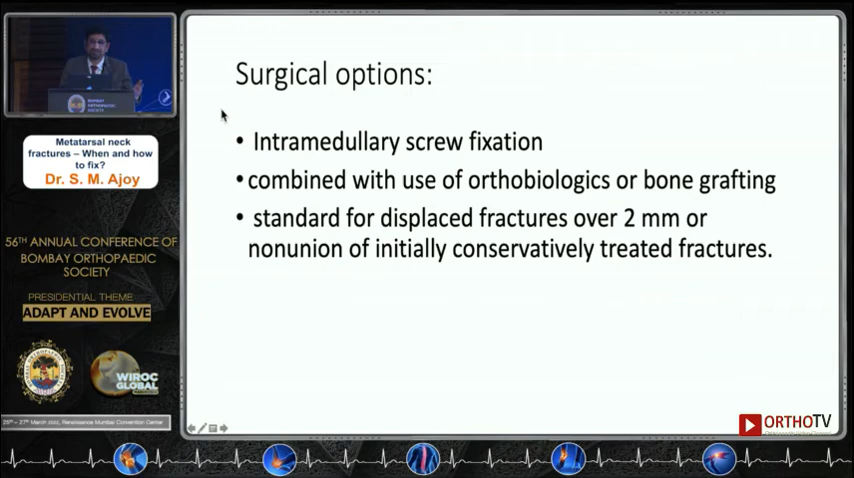 BOMBAY
ORTHOPAEDIC
SOCIETY
Metatarsal neck
fractures – When and how
to fix?
Dr. S. M. Ajoy
56TH ANNUAL CONFERENCE OF
BOMBAY ORTHOPAEDIC
SOCIETY
PRESIDENTIAL THEME
ADAPT AND EVOLVE
WIROC
GLOBAL
25th – 27th March 2022, Renaissance Mumbai Convention Center
Surgical options:
• Intramedullary screw fixation
• combined with use of orthobiologics or bone grafting
• standard for displaced fractures over 2 mm or
nonunion of initially conservatively treated fractures.
ORTHOTV